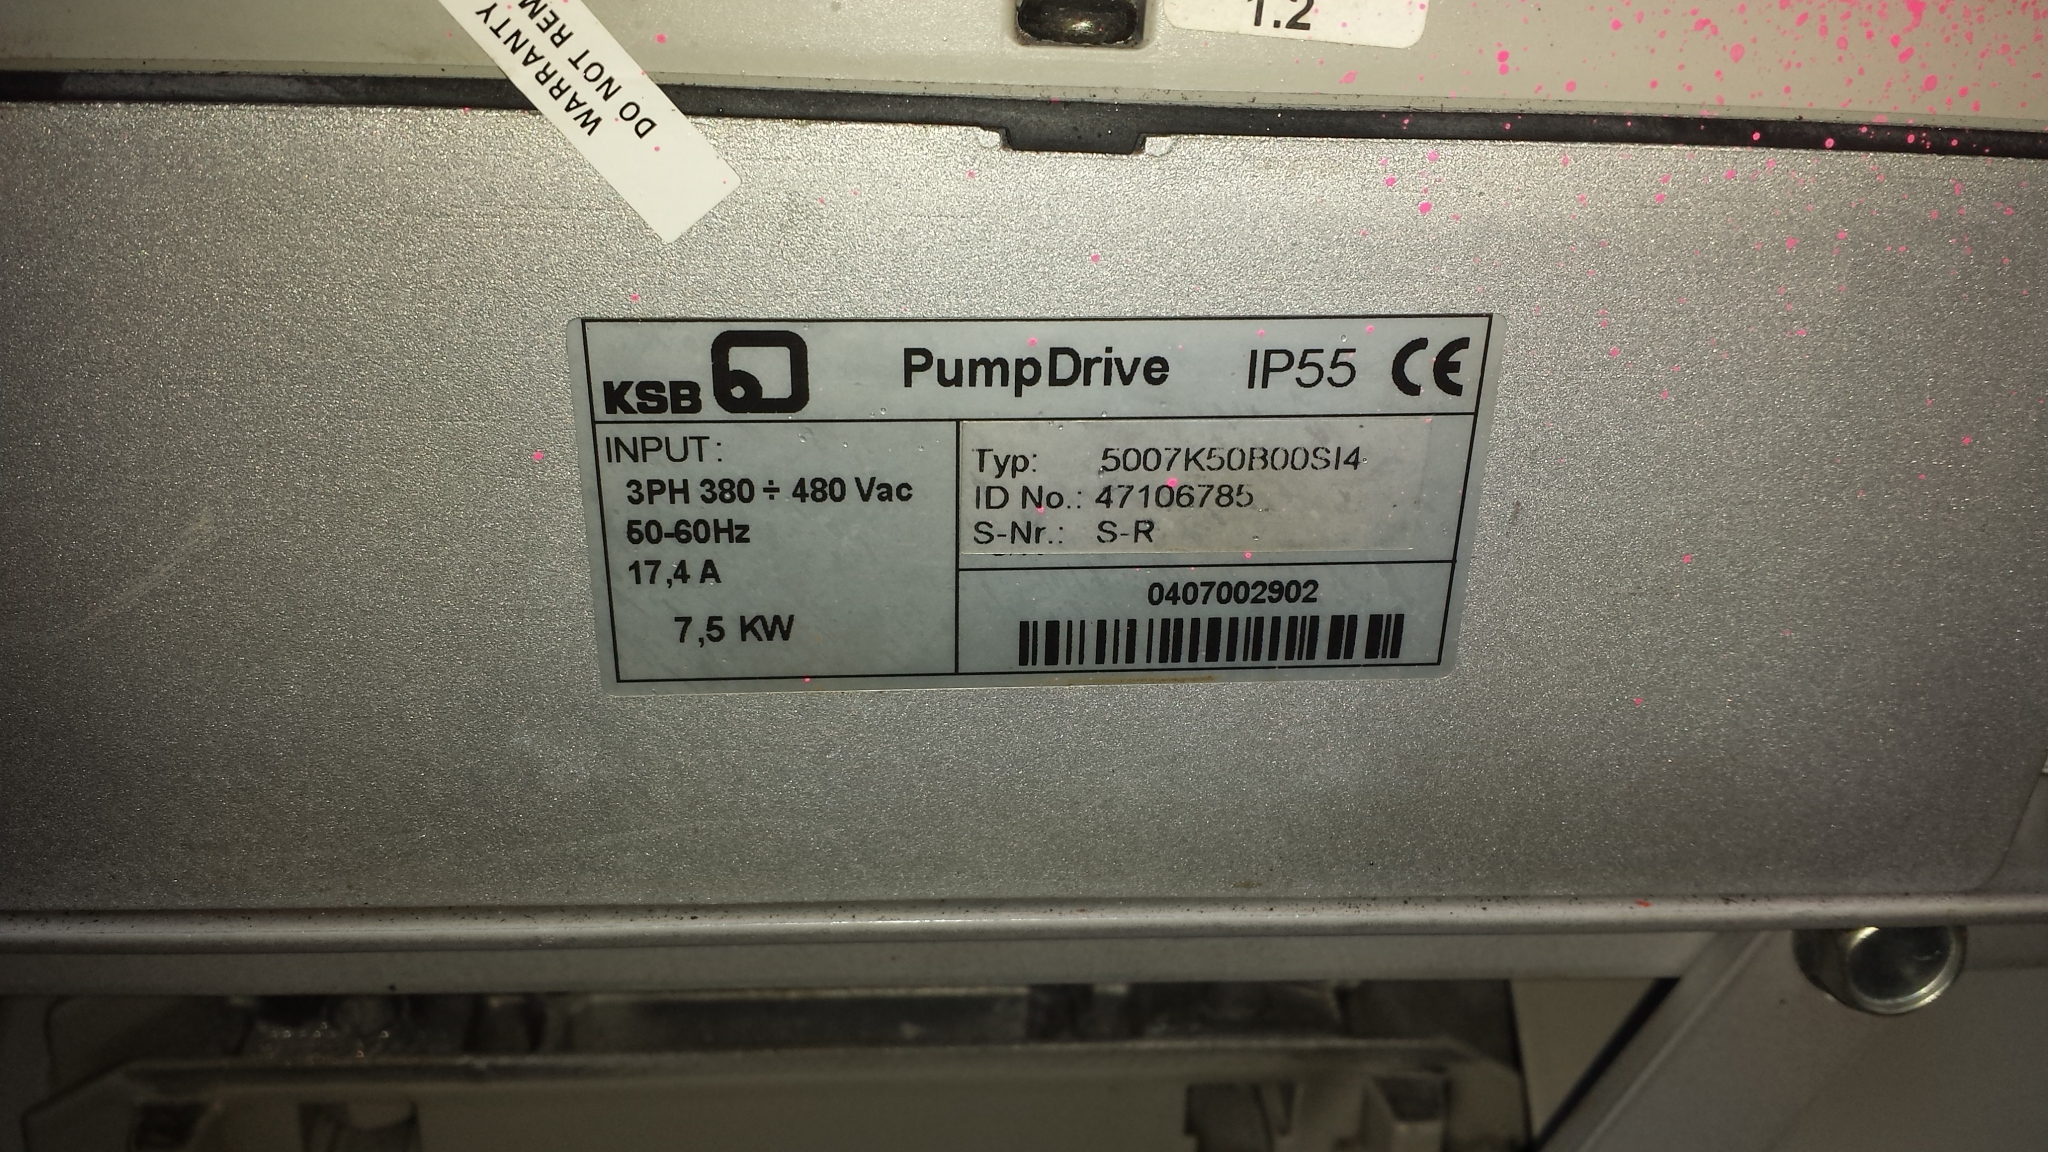 WARRANTY
DO NOT REM
1.2
KSB PumpDrive IP55 CE
INPUT:
3PH 380 ÷ 480 Vac
50-60Hz
17,4 A
7,5 KW
Typ: 5007K50B00SI4
ID No.: 47106785
S-Nr.: S-R
0407002902